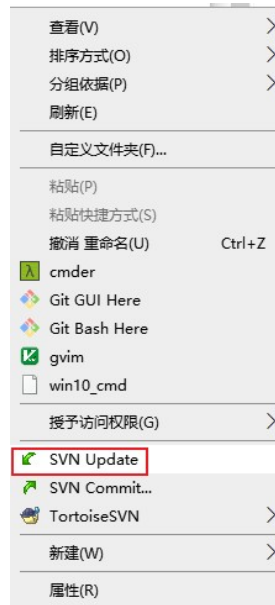 查看(V)
排序方式(O)
分组依据(P)
刷新(E)
自定义文件夹(F)...
粘贴(P)
粘贴快捷方式(S)
撤消 重命名(U) Ctrl+Z
cmder
Git GUI Here
Git Bash Here
gvim
win10_cmd
授予访问权限(G)
SVN Update
SVN Commit...
TortoiseSVN
新建(W)
属性(R)